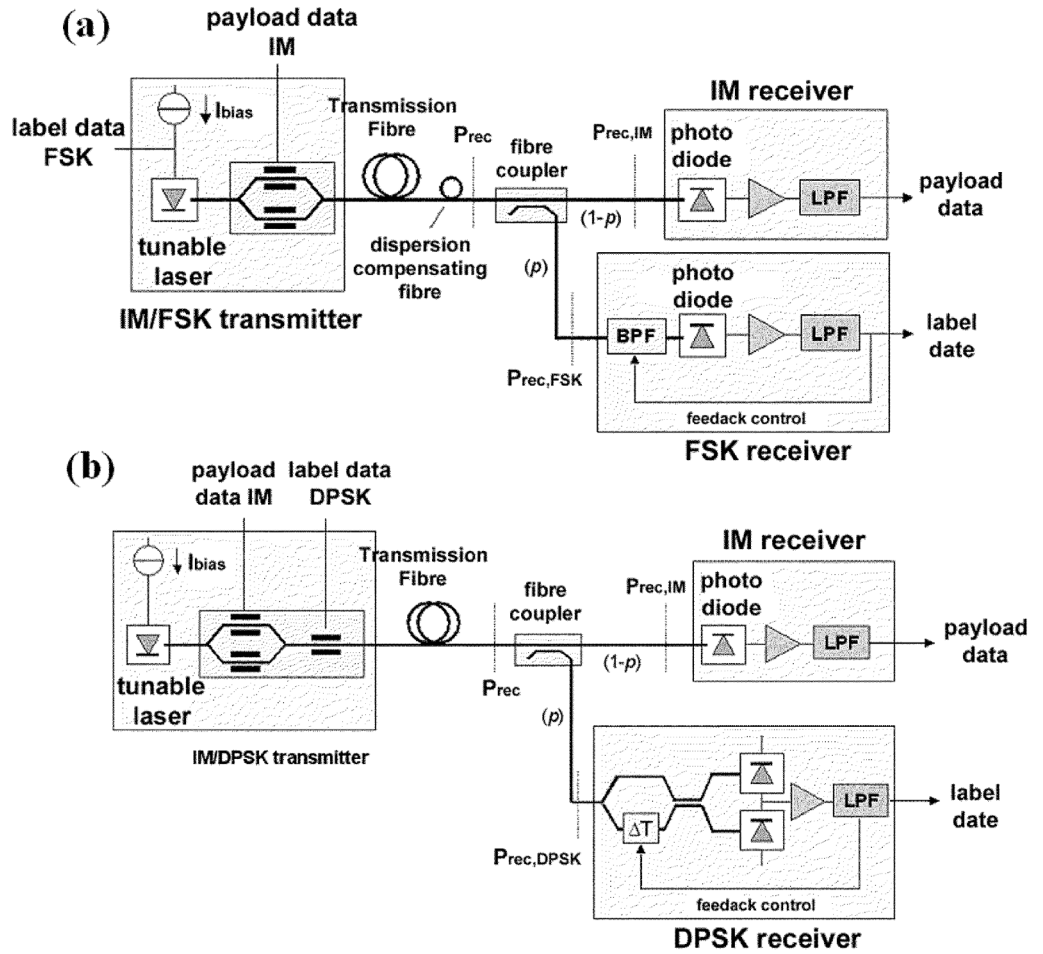 (a)
payload data
IM
label data
FSK
Ibias
tunable
laser
IM/FSK transmitter
Transmission
Fibre
dispersion
compensating
fibre
Prec
fibre
coupler
(1-p)
(p)
Prec,IM
Prec,FSK
IM receiver
photo
diode
LPF
payload
data
photo
diode
BPF
LPF
label
date
feedack control
FSK receiver
(b)
payload
data IM
label data
DPSK
Ibias
tunable
laser
IM/DPSK transmitter
Transmission
Fibre
Prec
fibre
coupler
(1-p)
(p)
Prec,IM
Prec,DPSK
IM receiver
photo
diode
LPF
payload
data
ΔT
LPF
label
date
feedack control
DPSK receiver